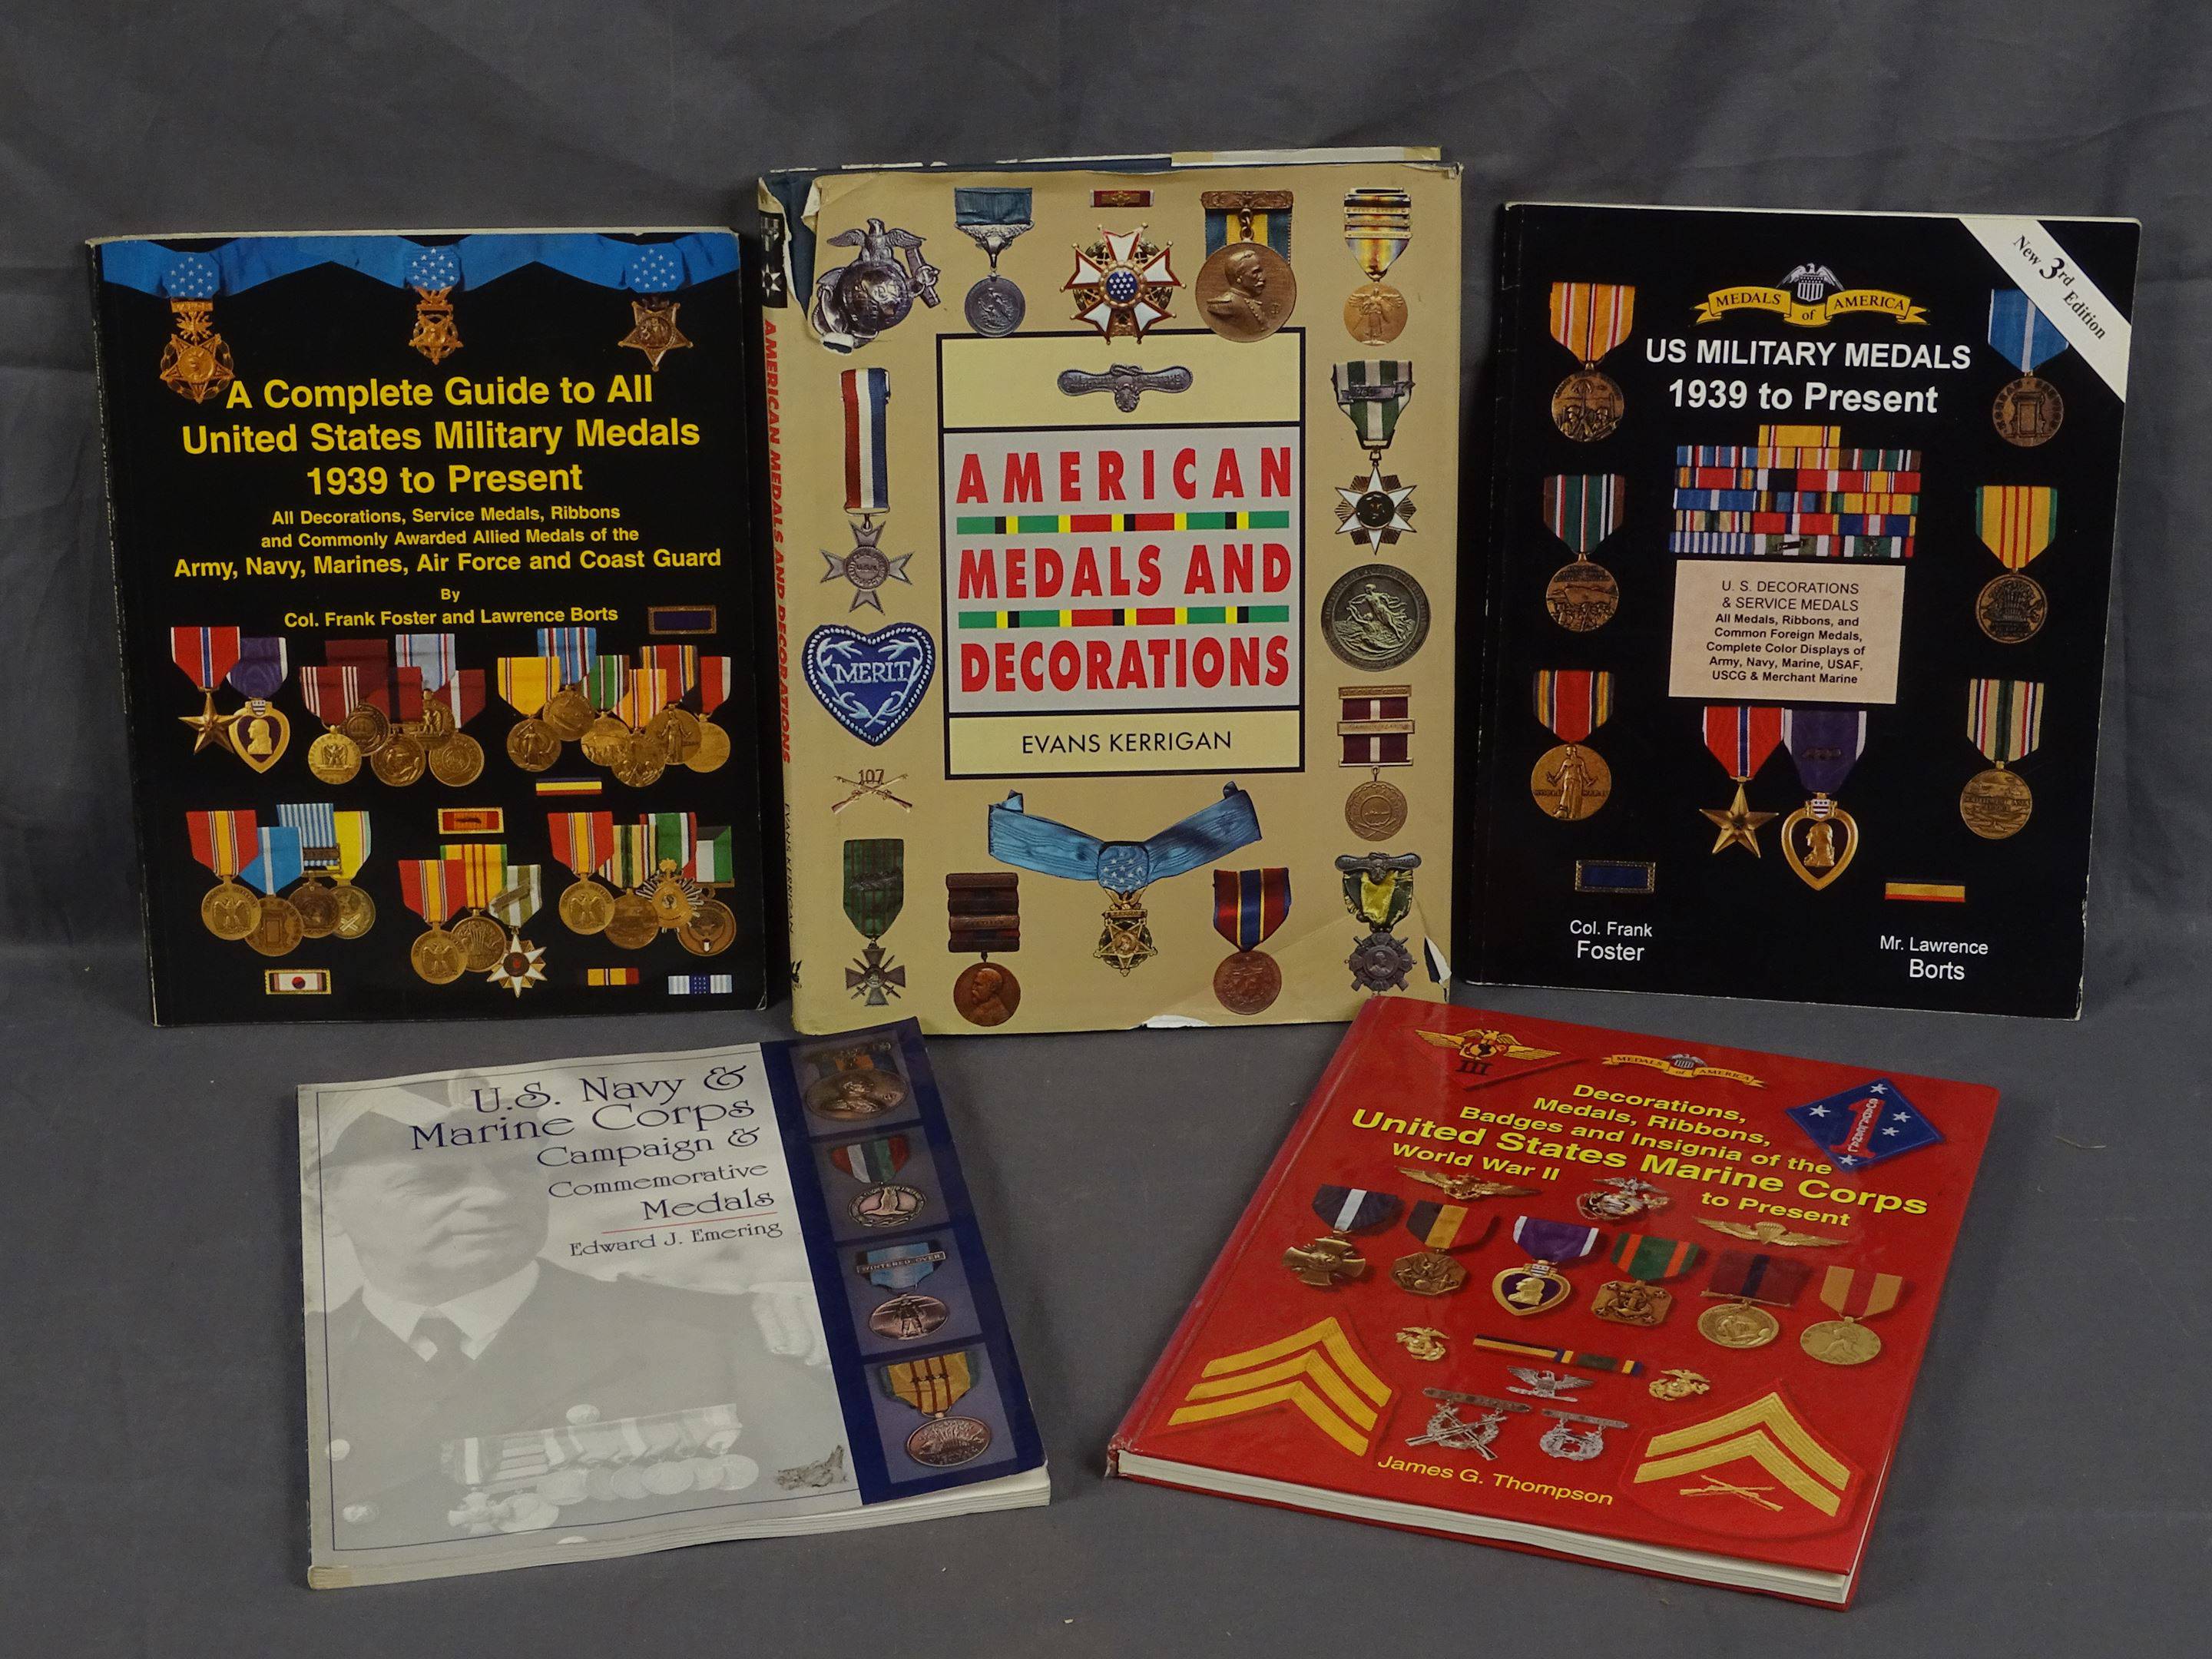 A Complete Guide to All
United States Military Medals
1939 to Present
All Decorations, Service Medals, Ribbons
and Commonly Awarded Allied Medals of the
Army, Navy, Marines, Air Force and Coast Guard
By
Col. Frank Foster and Lawrence Borts
AMERICAN MEDALS AND DECORATIONS
EVANS KERRIGAN
MERIT
107
AMERICAN
MEDALS AND
DECORATIONS
EVANS KERRIGAN
New 3rd Edition
MEDALS of AMERICA
US MILITARY MEDALS
1939 to Present
U. S. DECORATIONS
& SERVICE MEDALS
All Medals, Ribbons, and
Common Foreign Medals,
Complete Color Displays of
Army, Navy, Marine, USAF,
USCG & Merchant Marine
Col. Frank
Foster
Mr. Lawrence
Borts
U.S. Navy &
Marine Corps
Campaign &
Commemorative
Medals
Edward J. Emering
WINTERED OVER
III
MEDALS of AMERICA
1
GUADALCANAL
Decorations,
Medals, Ribbons,
Badges and Insignia of the
United States Marine Corps
World War II
to Present
James G. Thompson